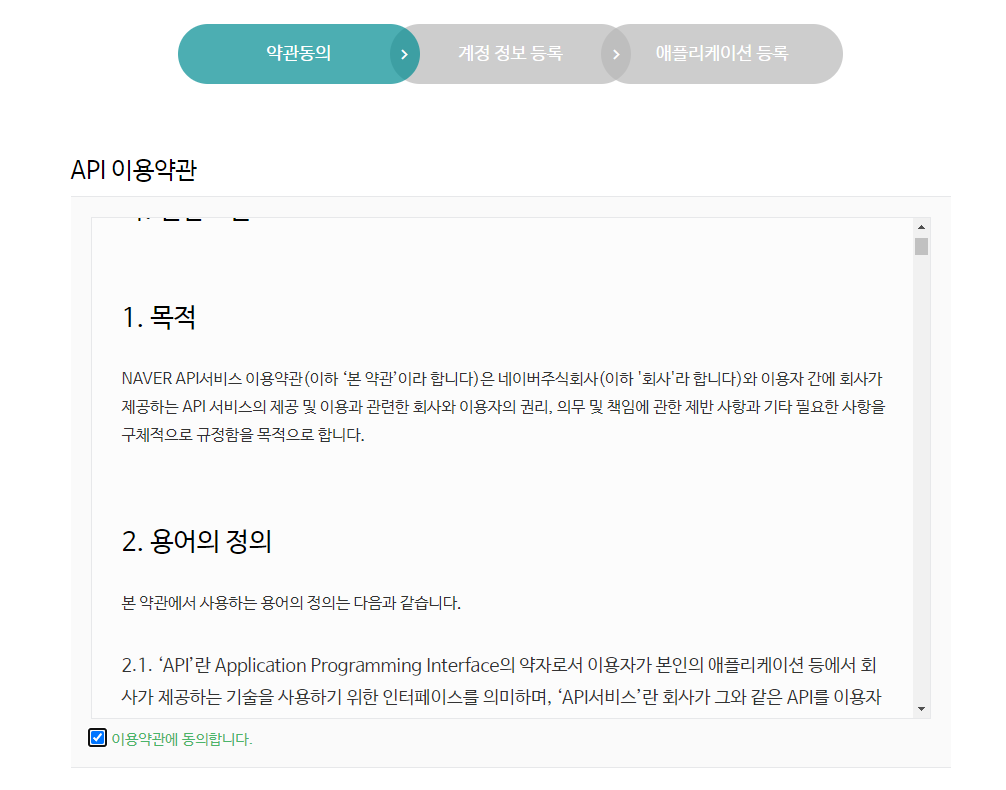 약관동의
계정 정보 등록
애플리케이션 등록
API 이용약관
1. 목적
NAVER API서비스 이용약관(이하 ‘본 약관’이라 합니다)은 네이버주식회사(이하 '회사'라 합니다)와 이용자 간에 회사가
제공하는 API 서비스의 제공 및 이용과 관련한 회사와 이용자의 권리, 의무 및 책임에 관한 제반 사항과 기타 필요한 사항을
구체적으로 규정함을 목적으로 합니다.
2. 용어의 정의
본 약관에서 사용하는 용어의 정의는 다음과 같습니다.
2.1. ‘API’란 Application Programming Interface의 약자로서 이용자가 본인의 애플리케이션 등에서 회
사가 제공하는 기술을 사용하기 위한 인터페이스를 의미하며, ‘API서비스’란 회사가 그와 같은 API를 이용자
이용약관에 동의합니다.